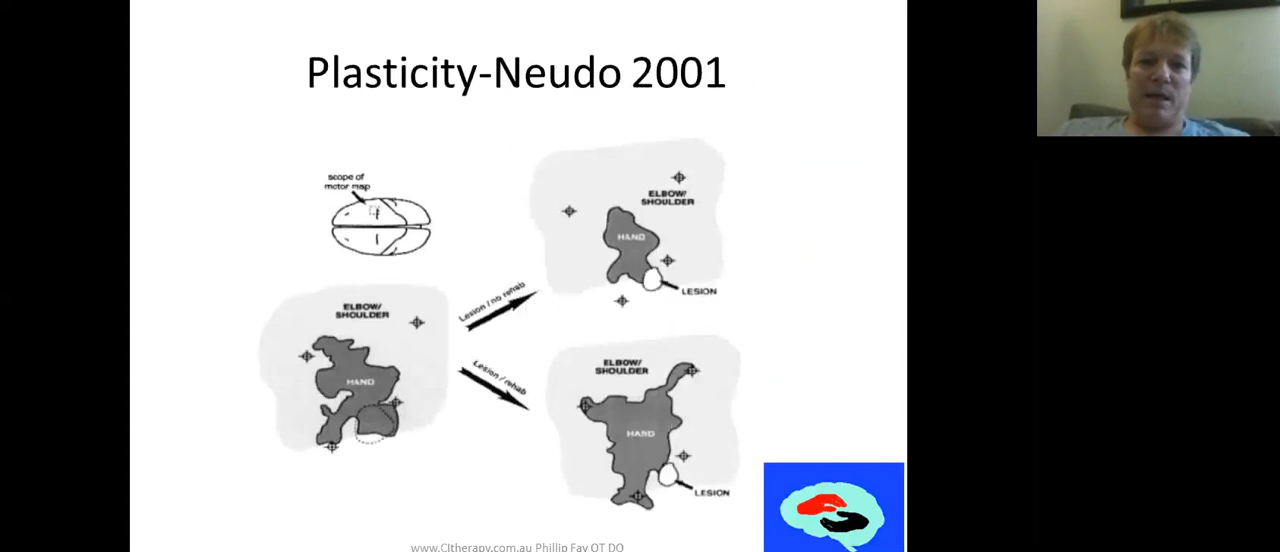 Plasticity-Neudo 2001
scope of
motor map
ELBOW/
SHOULDER
HAND
LESION
Lesion / no rehab
ELBOW/
SHOULDER
HAND
Lesion / rehab
ELBOW/
SHOULDER
HAND
LESION
www.CItherapy.com.au Phillip Fay OT DO